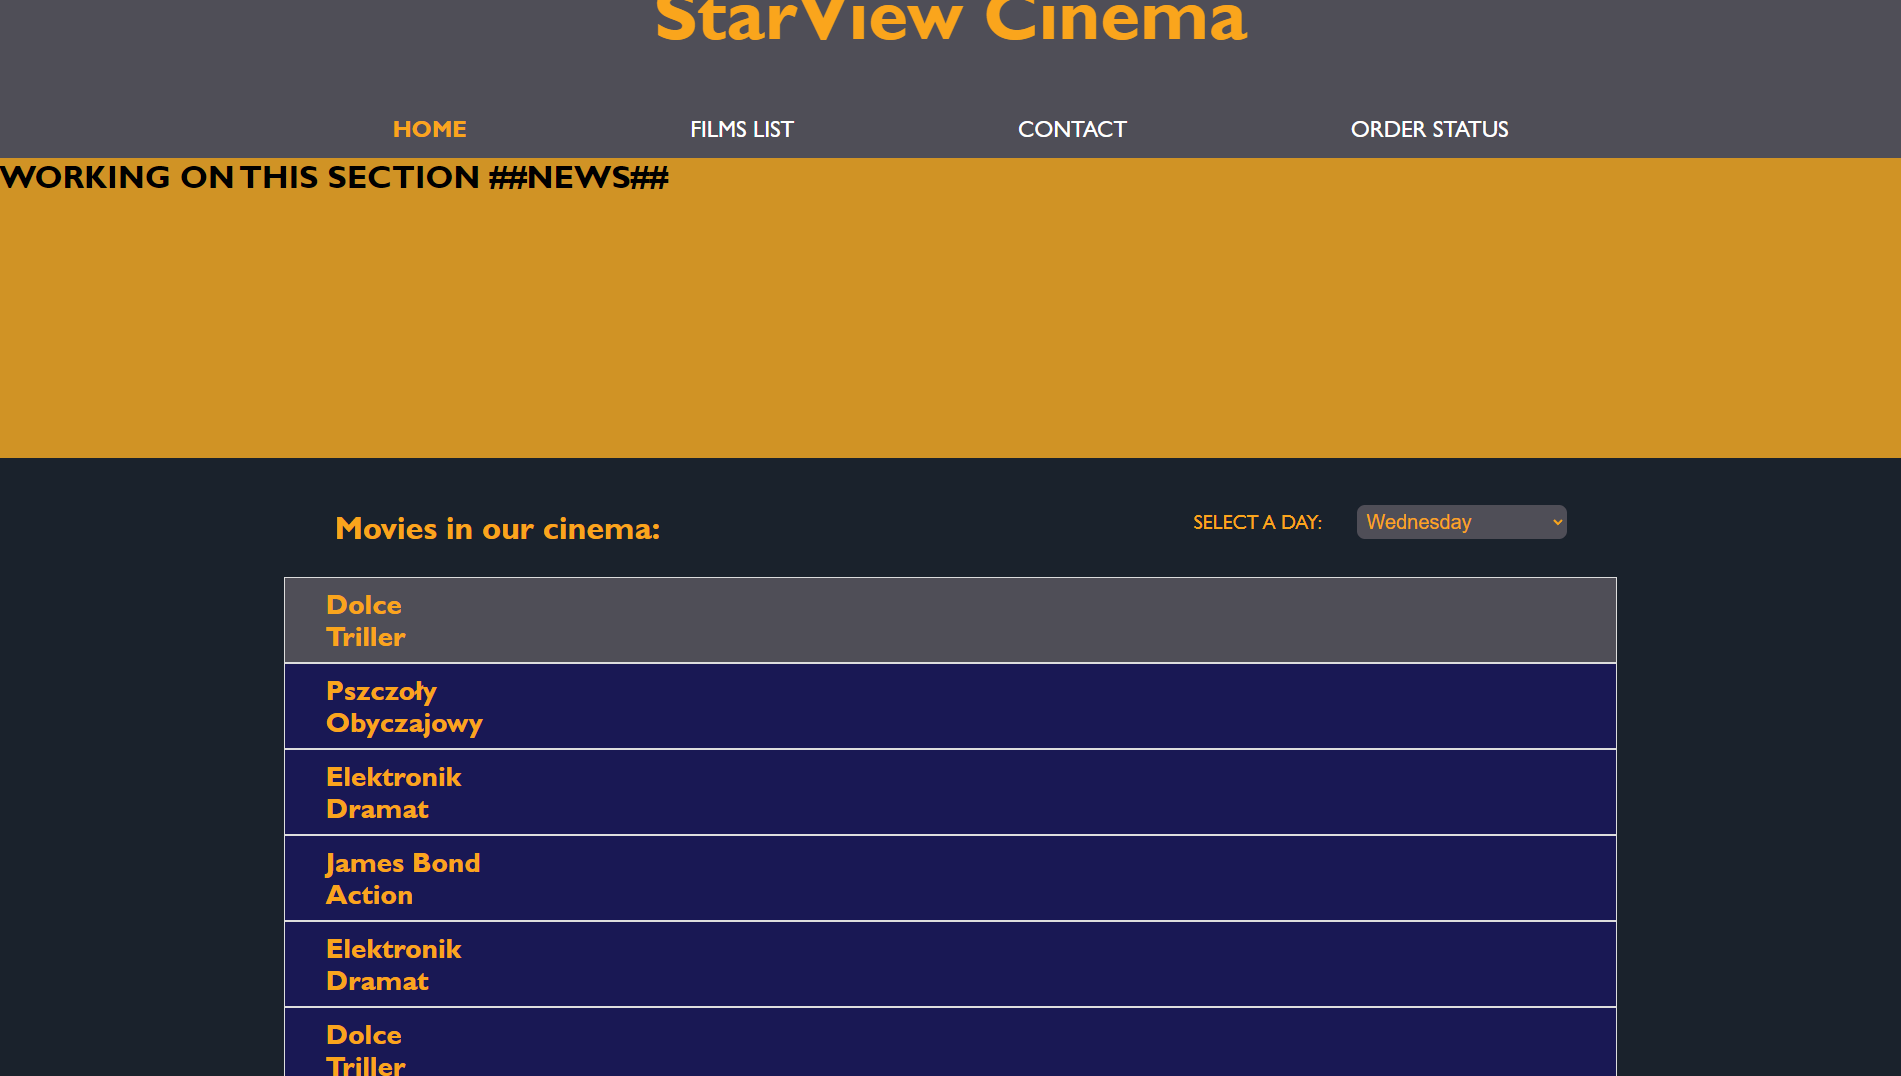 StarView Cinema
HOME FILMS LIST CONTACT ORDER STATUS
WORKING ON THIS SECTION ##NEWS##
Movies in our cinema: SELECT A DAY: Wednesday
Dolce
Triller
Pszczoły
Obyczajowy
Elektronik
Dramat
James Bond
Action
Elektronik
Dramat
Dolce
Triller